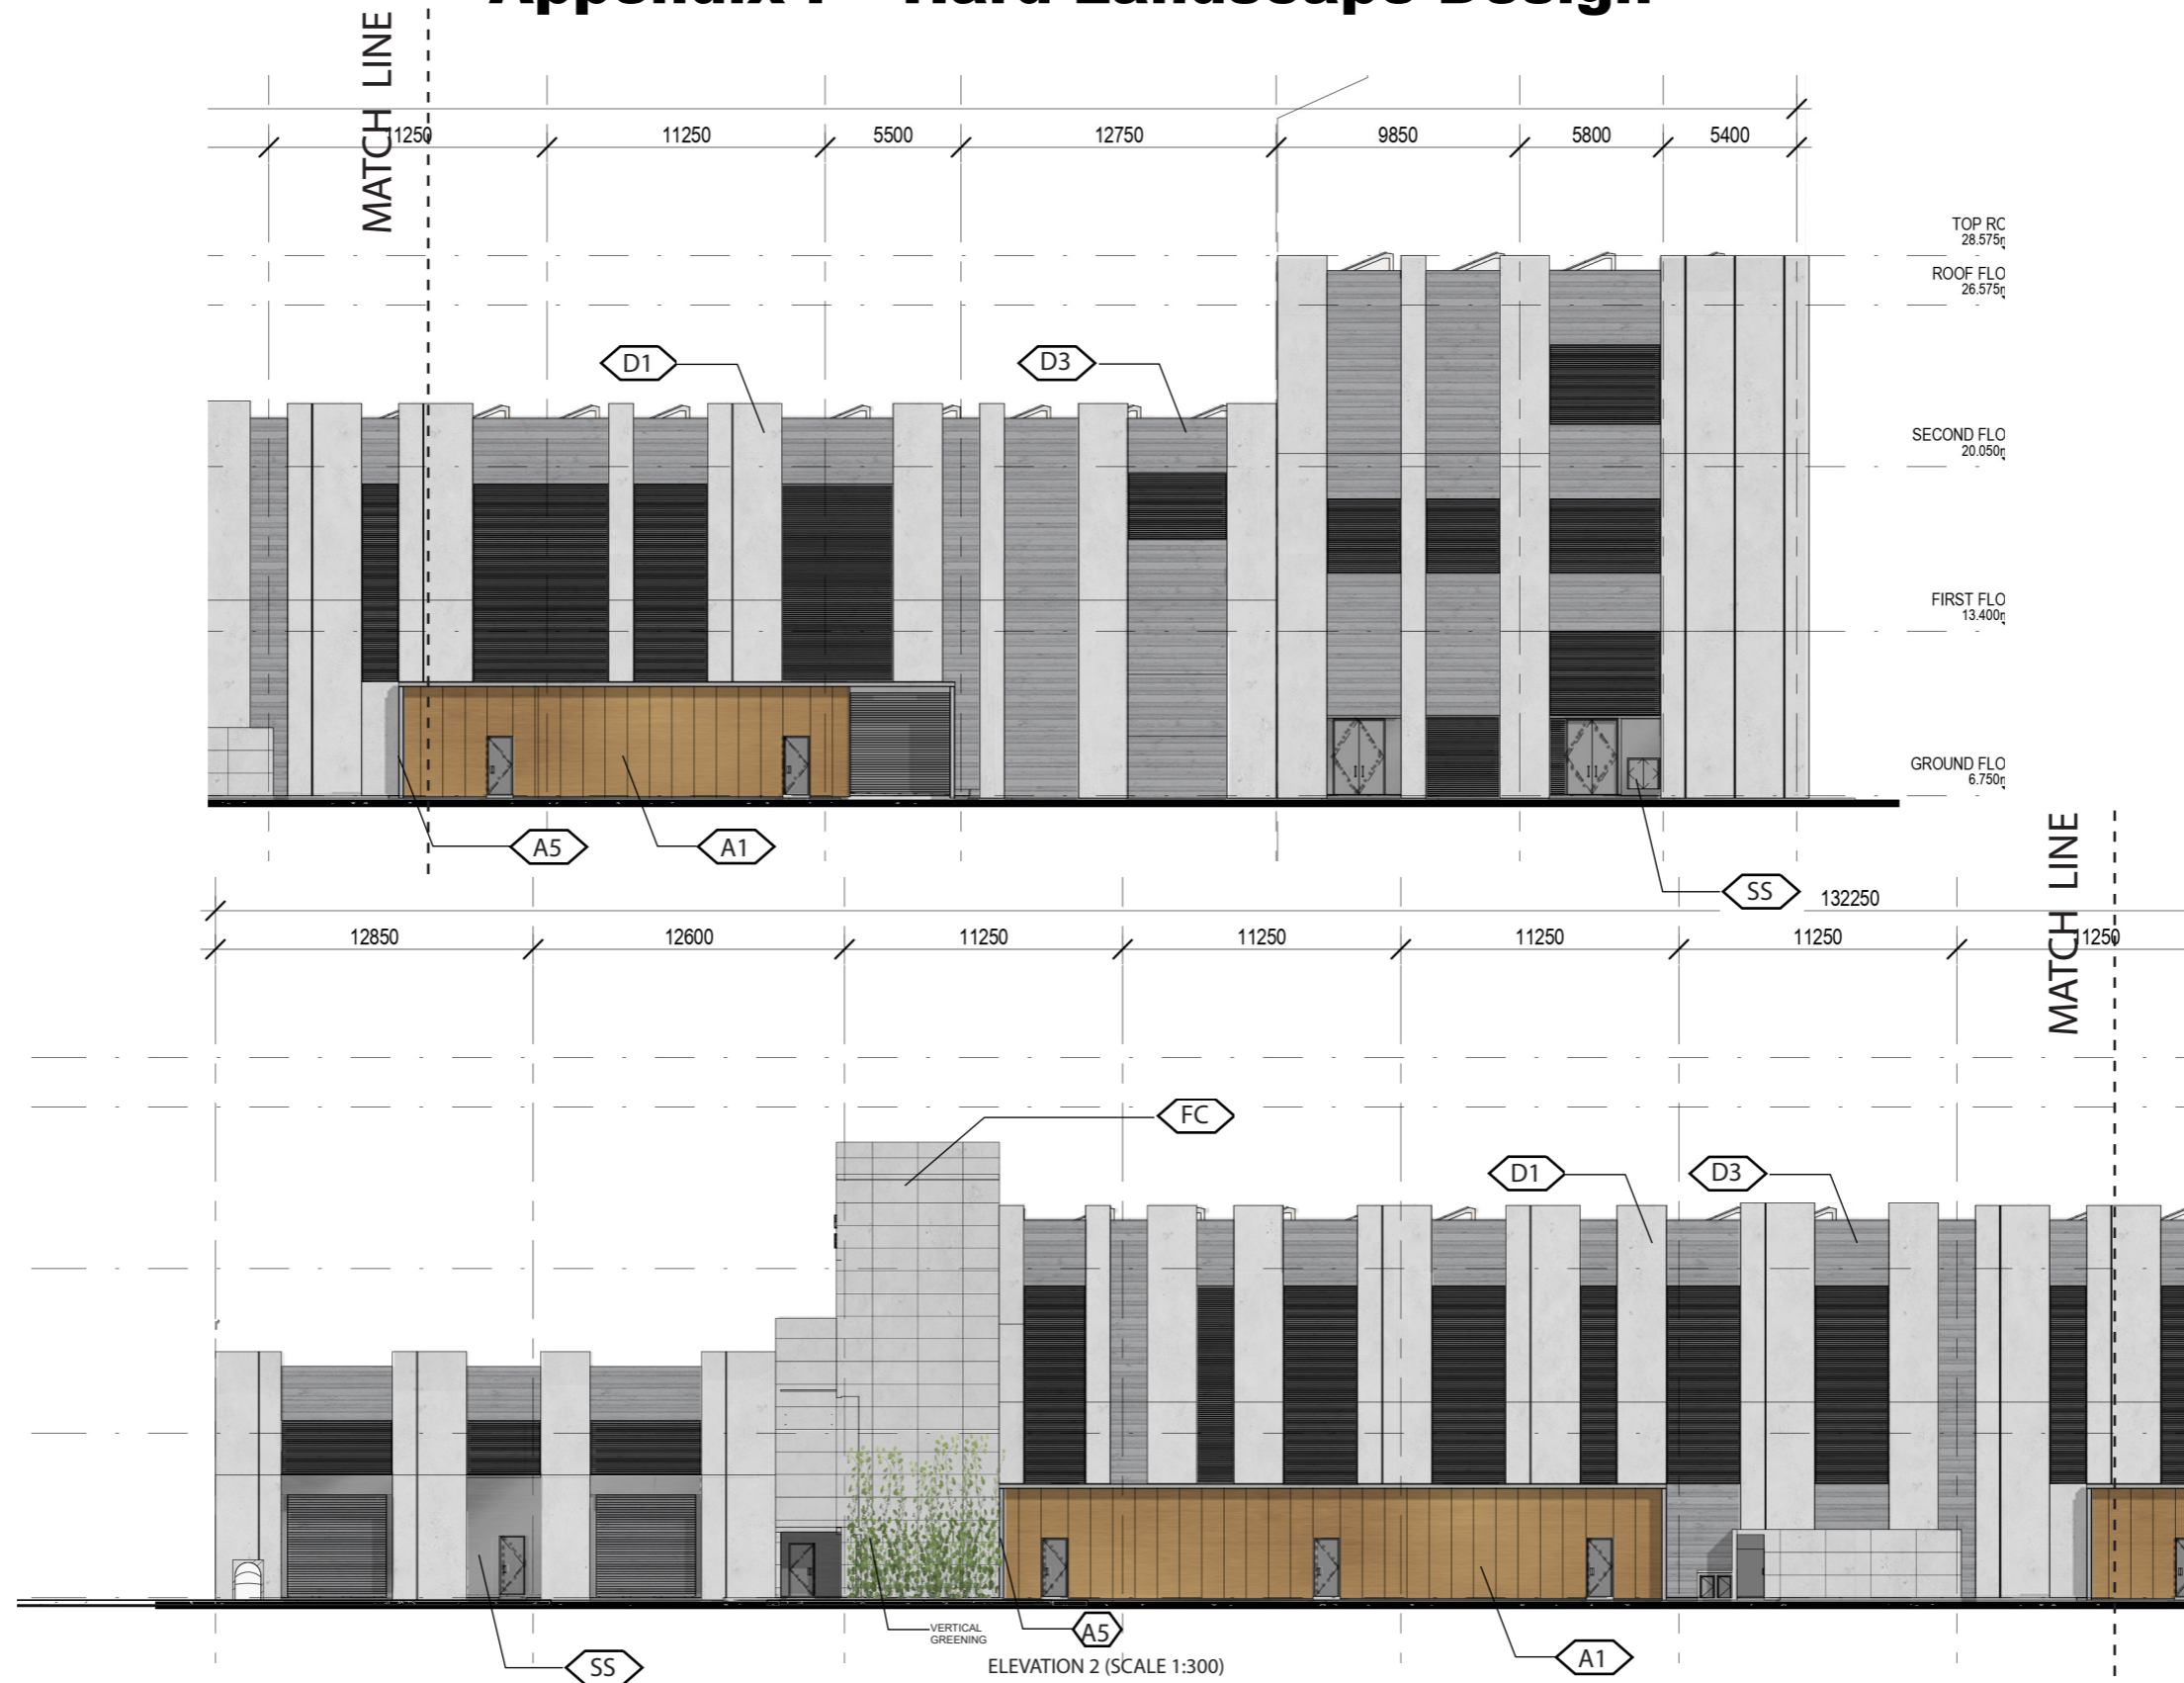 MATCH LINE
11250 11250 5500 12750 9850 5800 5400
TOP RO
28.575
ROOF FLO
26.575
D1 D3
SECOND FLO
20.050
FIRST FLO
13.400
GROUND FLO
6.750
A5 A1 SS
132250
MATCH LINE
12850 12600 11250 11250 11250 11250 11250
FC
D1 D3
VERTICAL
GREENING
A5
SS
ELEVATION 2 (SCALE 1:300)
A1